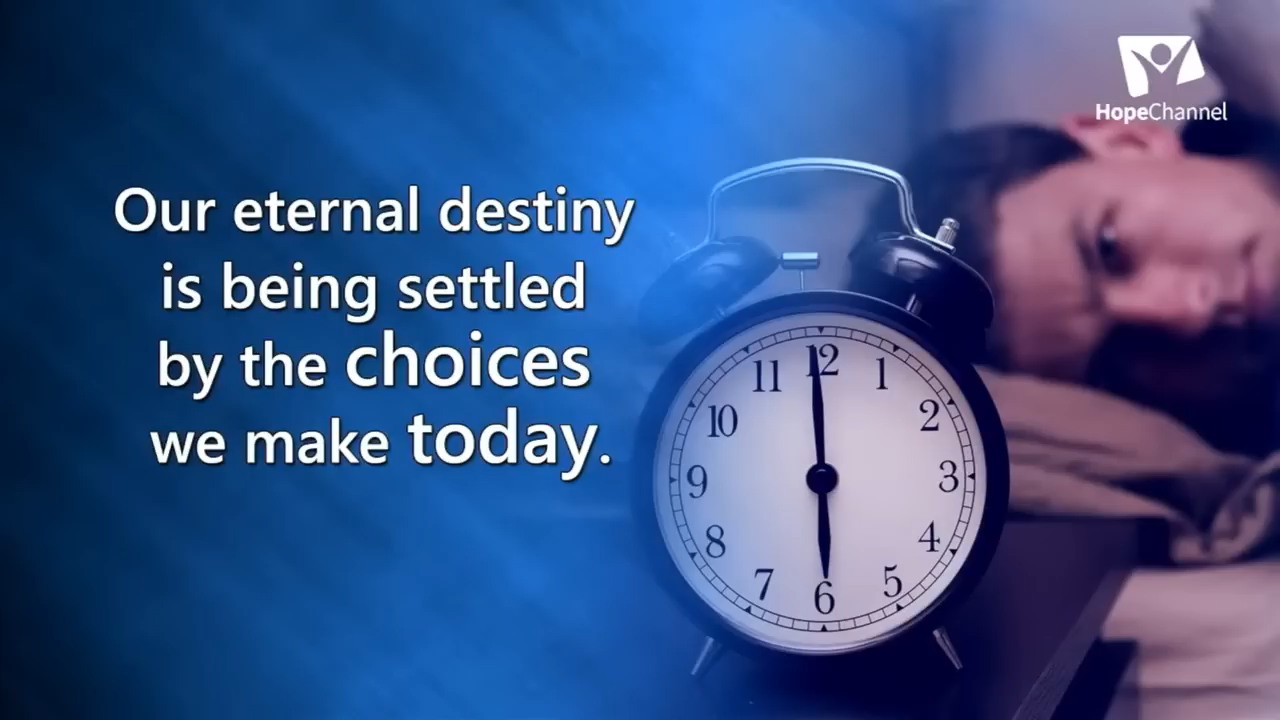 HopeChannel
Our eternal destiny
is being settled
by the choices
we make today.
12
1
2
3
4
5
6
7
8
9
10
11